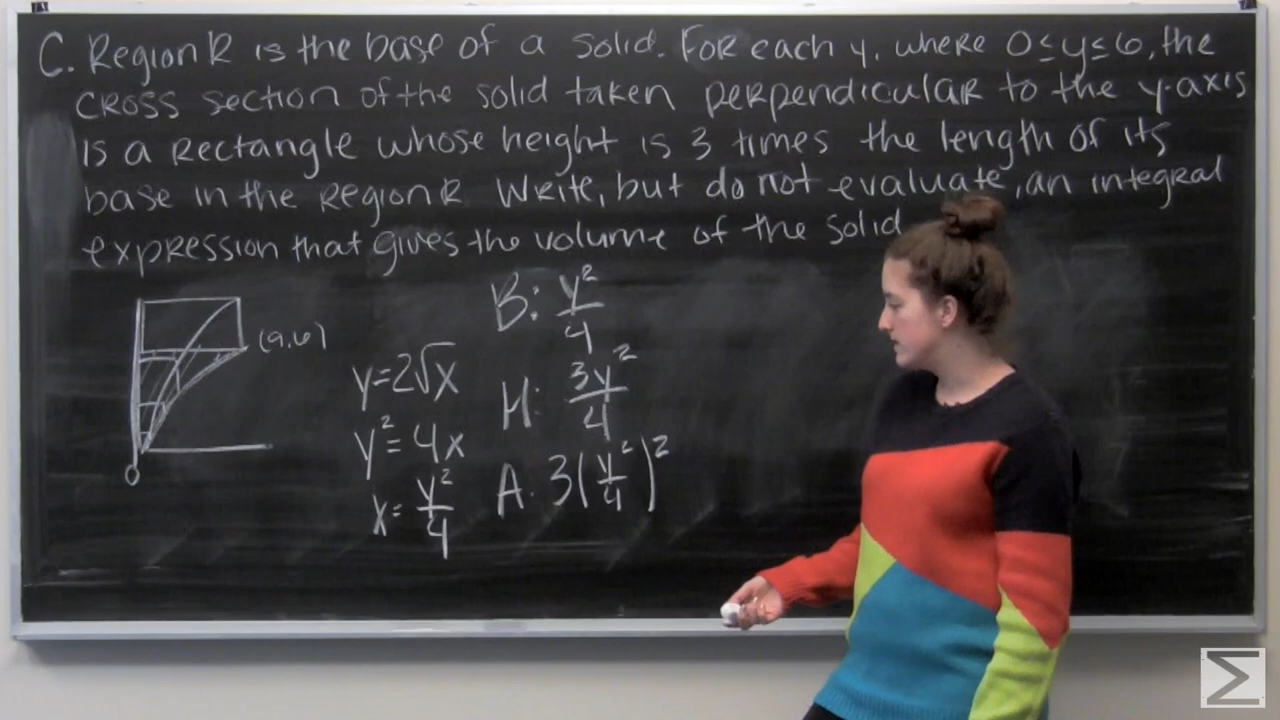 C. Region R is the base of a solid. For each y, where 0≤y≤6, the
cross section of the solid taken perpendicular to the y-axis
is a rectangle whose height is 3 times the length of its
base in the region R. Write, but do not evaluate, an integral
expression that gives the volume of the solid
(9,6)
0
y=2√x
y²=4x
x=y²/4
B: y²/4
H: 3y²/4
A: 3(y²/4)²
Σ